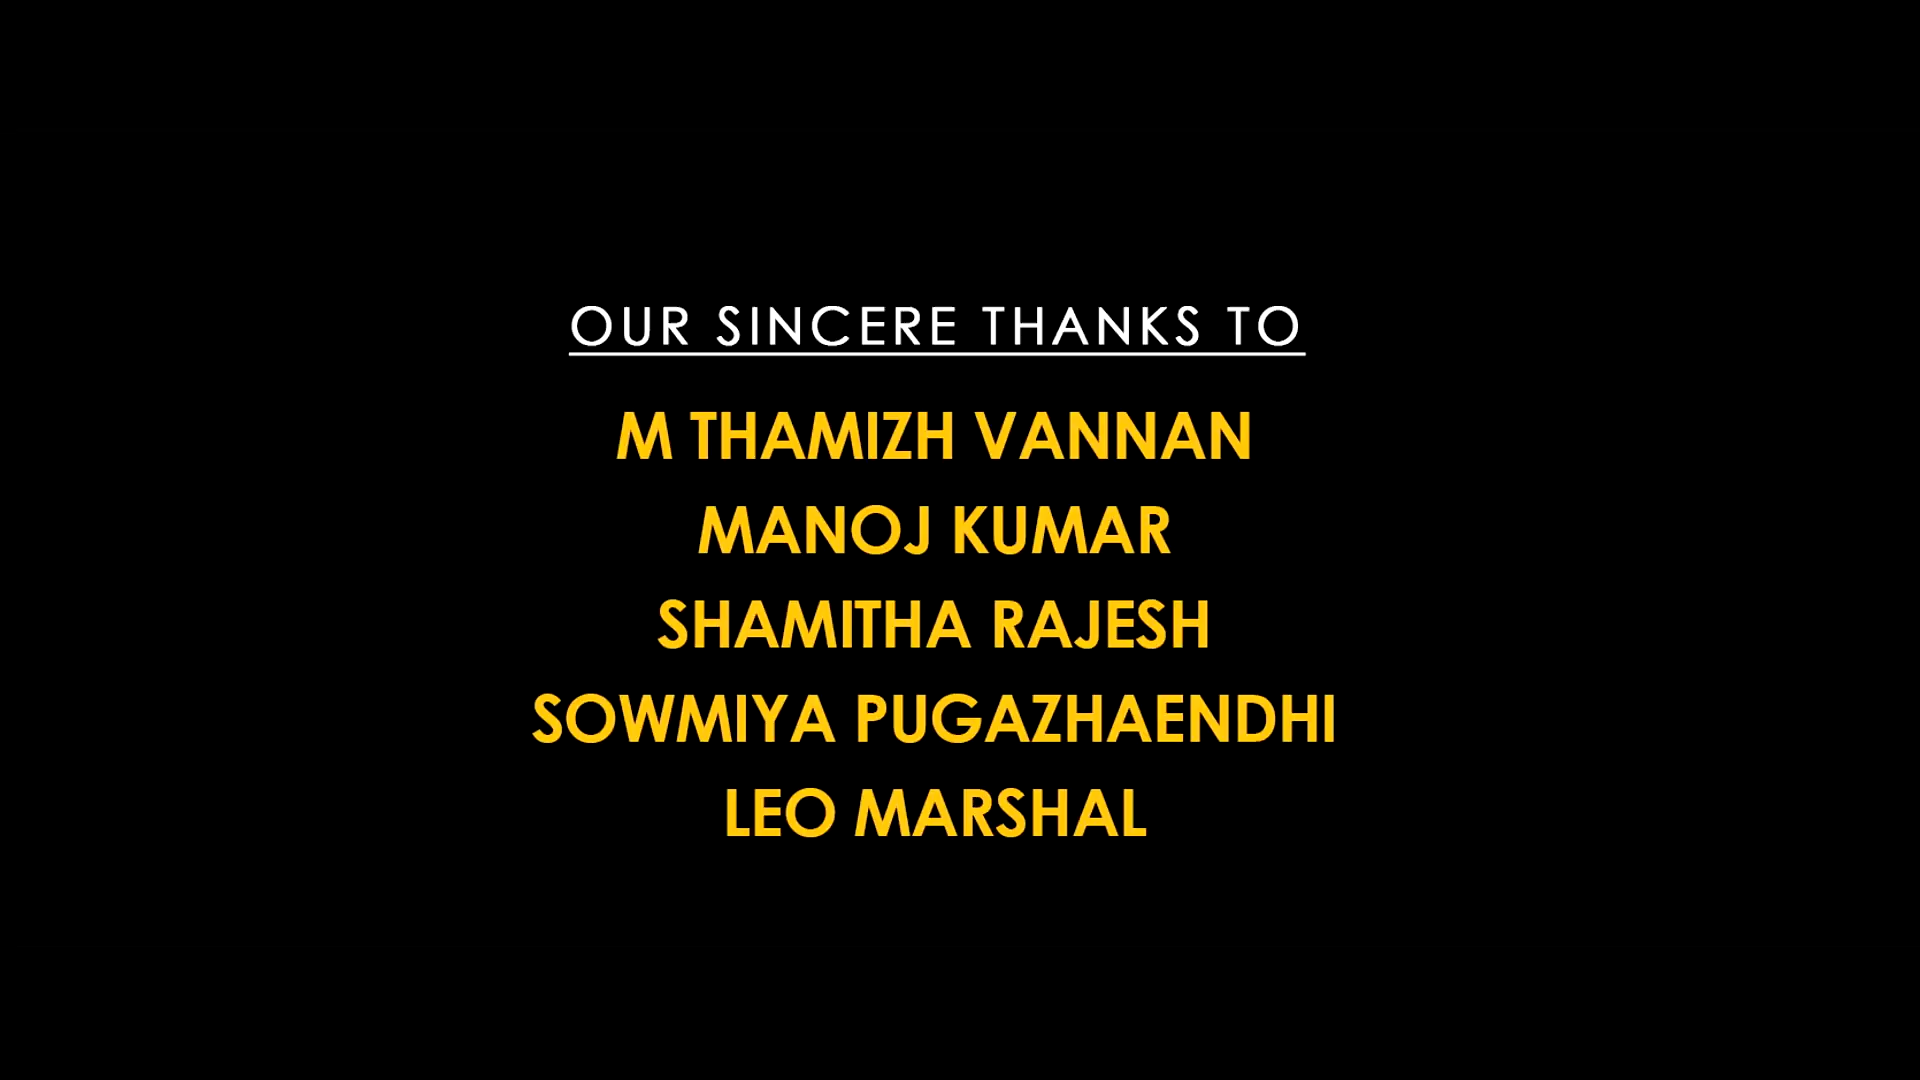 OUR SINCERE THANKS TO
M THAMIZH VANNAN
MANOJ KUMAR
SHAMITHA RAJESH
SOWMIYA PUGAZHAENDHI
LEO MARSHAL